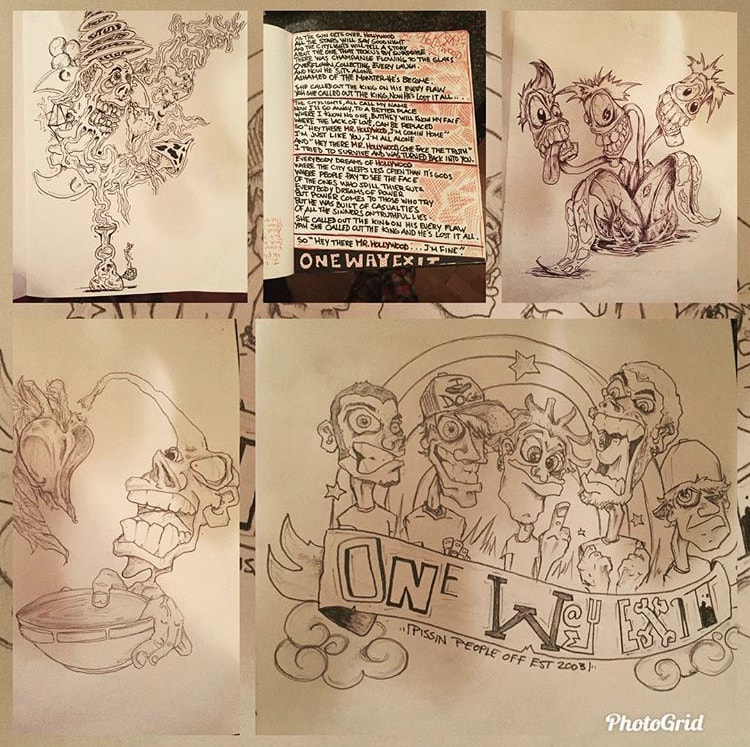 AS THE SUN SETS OVER HOLLYWOOD
ALL THE STARS WILL SAY GOODNIGHT
AND THE CITYLIGHTS WILL TELL A STORY
ABOUT THE ONE THAT TOOK US BY SURPRISE
THERE WAS CHAMPANGE FLOWING TO THE GLASS
OVERFLOWN, COLLECTING EVERY LAUGH.
AND NOW HE SITS ALONE
ASHAMED OF THE MONSTER HE'S BECOME.
SHE CALLED OUT THE KING ON HIS EVERY FLAW
YAH SHE CALLED OUT THE KING, NOW HE'S LOST IT ALL....
THE CITYLIGHTS, ALL CALL MY NAME
NOW I'LL GO AWAY, TO A BETTER PLACE
WHERE I KNOW NO ONE, BUT THEY WILL KNOW MY FACE
WHERE THE LACK OF LOVE, CAN BE REPLACED
SO "HEY THERE MR. HOLLYWOOD, I'M COMIN HOME"
I'M JUST LIKE YOU, I'M ALL ALONE
AND "HEY THERE MR. HOLLYWOOD, COME FACE THE TRUTH"
I TRIED TO SURVIVE AND WAS TURNED BACK INTO YOU.
EVERYBODY DREAMS OF HOLLYWOOD
WHERE THE CITY SLEEPS LESS OFTEN THAN IT'S GODS
WHERE PEOPLE PAY TO SEE THE FACE
OF THE ONES WHO SPILL THIER GUTS
EVERYBODY DREAMS OF POWER
BUT POWER COMES TO THOSE WHO TRY
BUT HE WAS BUILT OF CASUALTIES
OF ALL THE SINNERS ON TRUMPHUL LIES
SHE CALLED OUT THE KING ON HIS EVERY FLAW
YAH SHE CALLED OUT THE KING AND HE'S LOST IT ALL.
SO "HEY THERE MR. HOLLYWOOD... I'M FINE"
ONE WAY EXIT
ONE W@Y EXIT
PISSIN PEOPLE OFF EST 2003
PhotoGrid